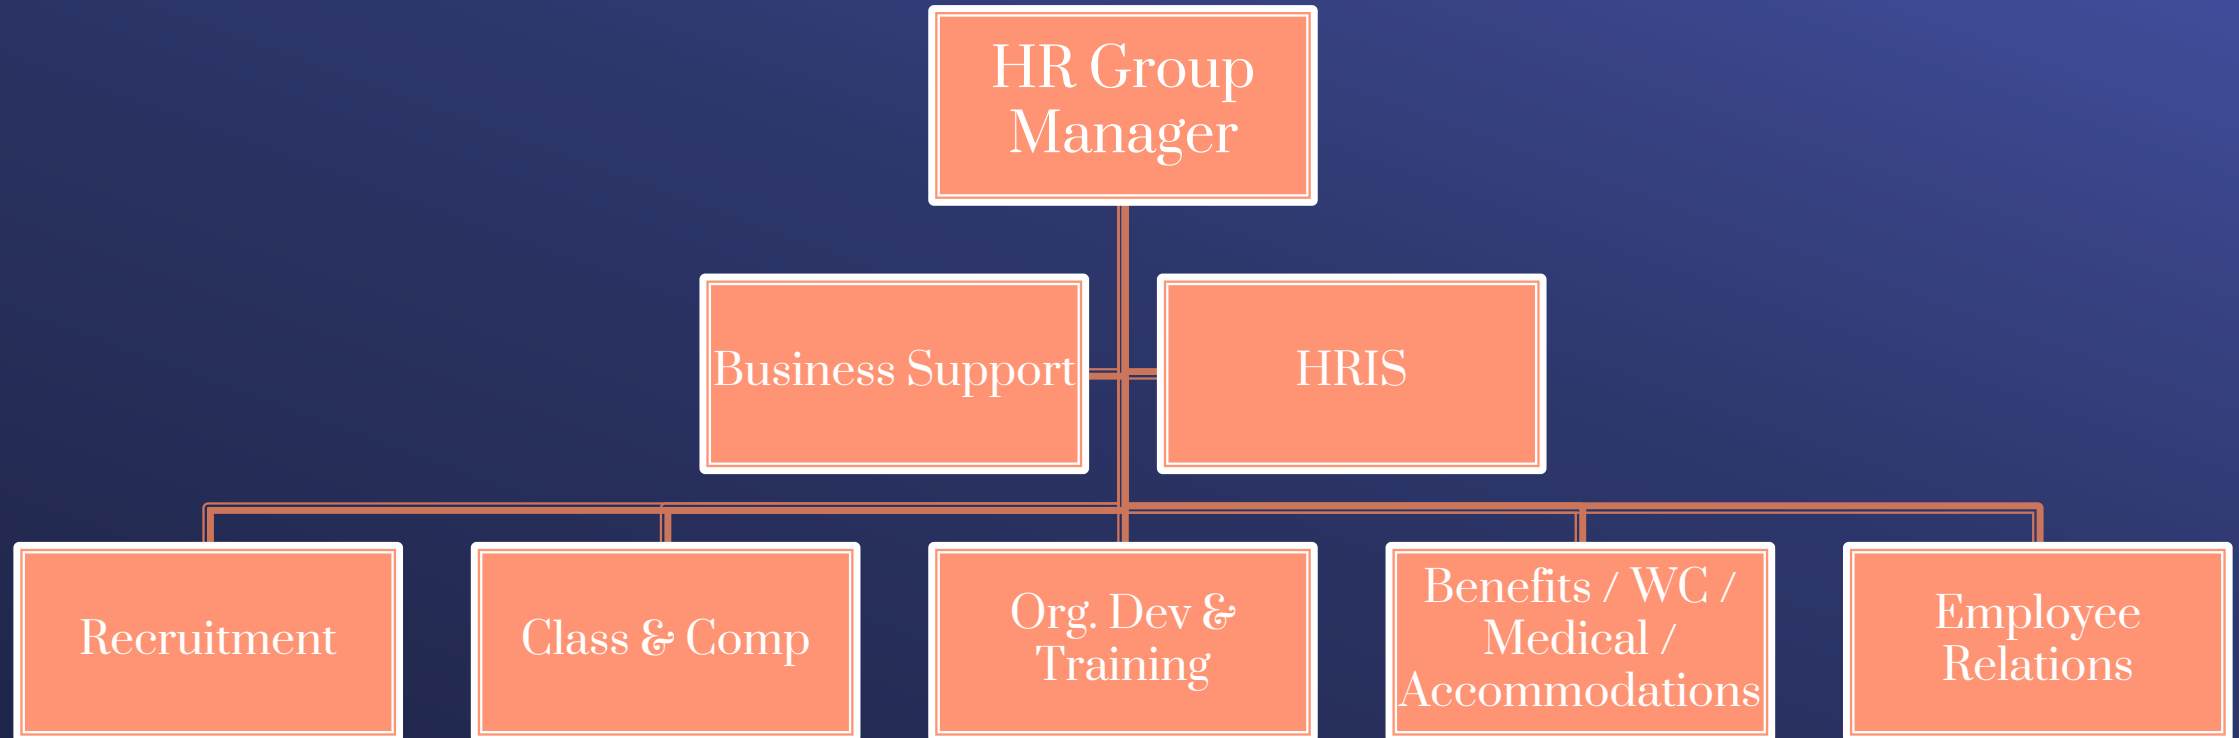 HR Group
Manager
Business Support
HRIS
Recruitment
Class & Comp
Org. Dev &
Training
Benefits / WC /
Medical /
Accommodations
Employee
Relations